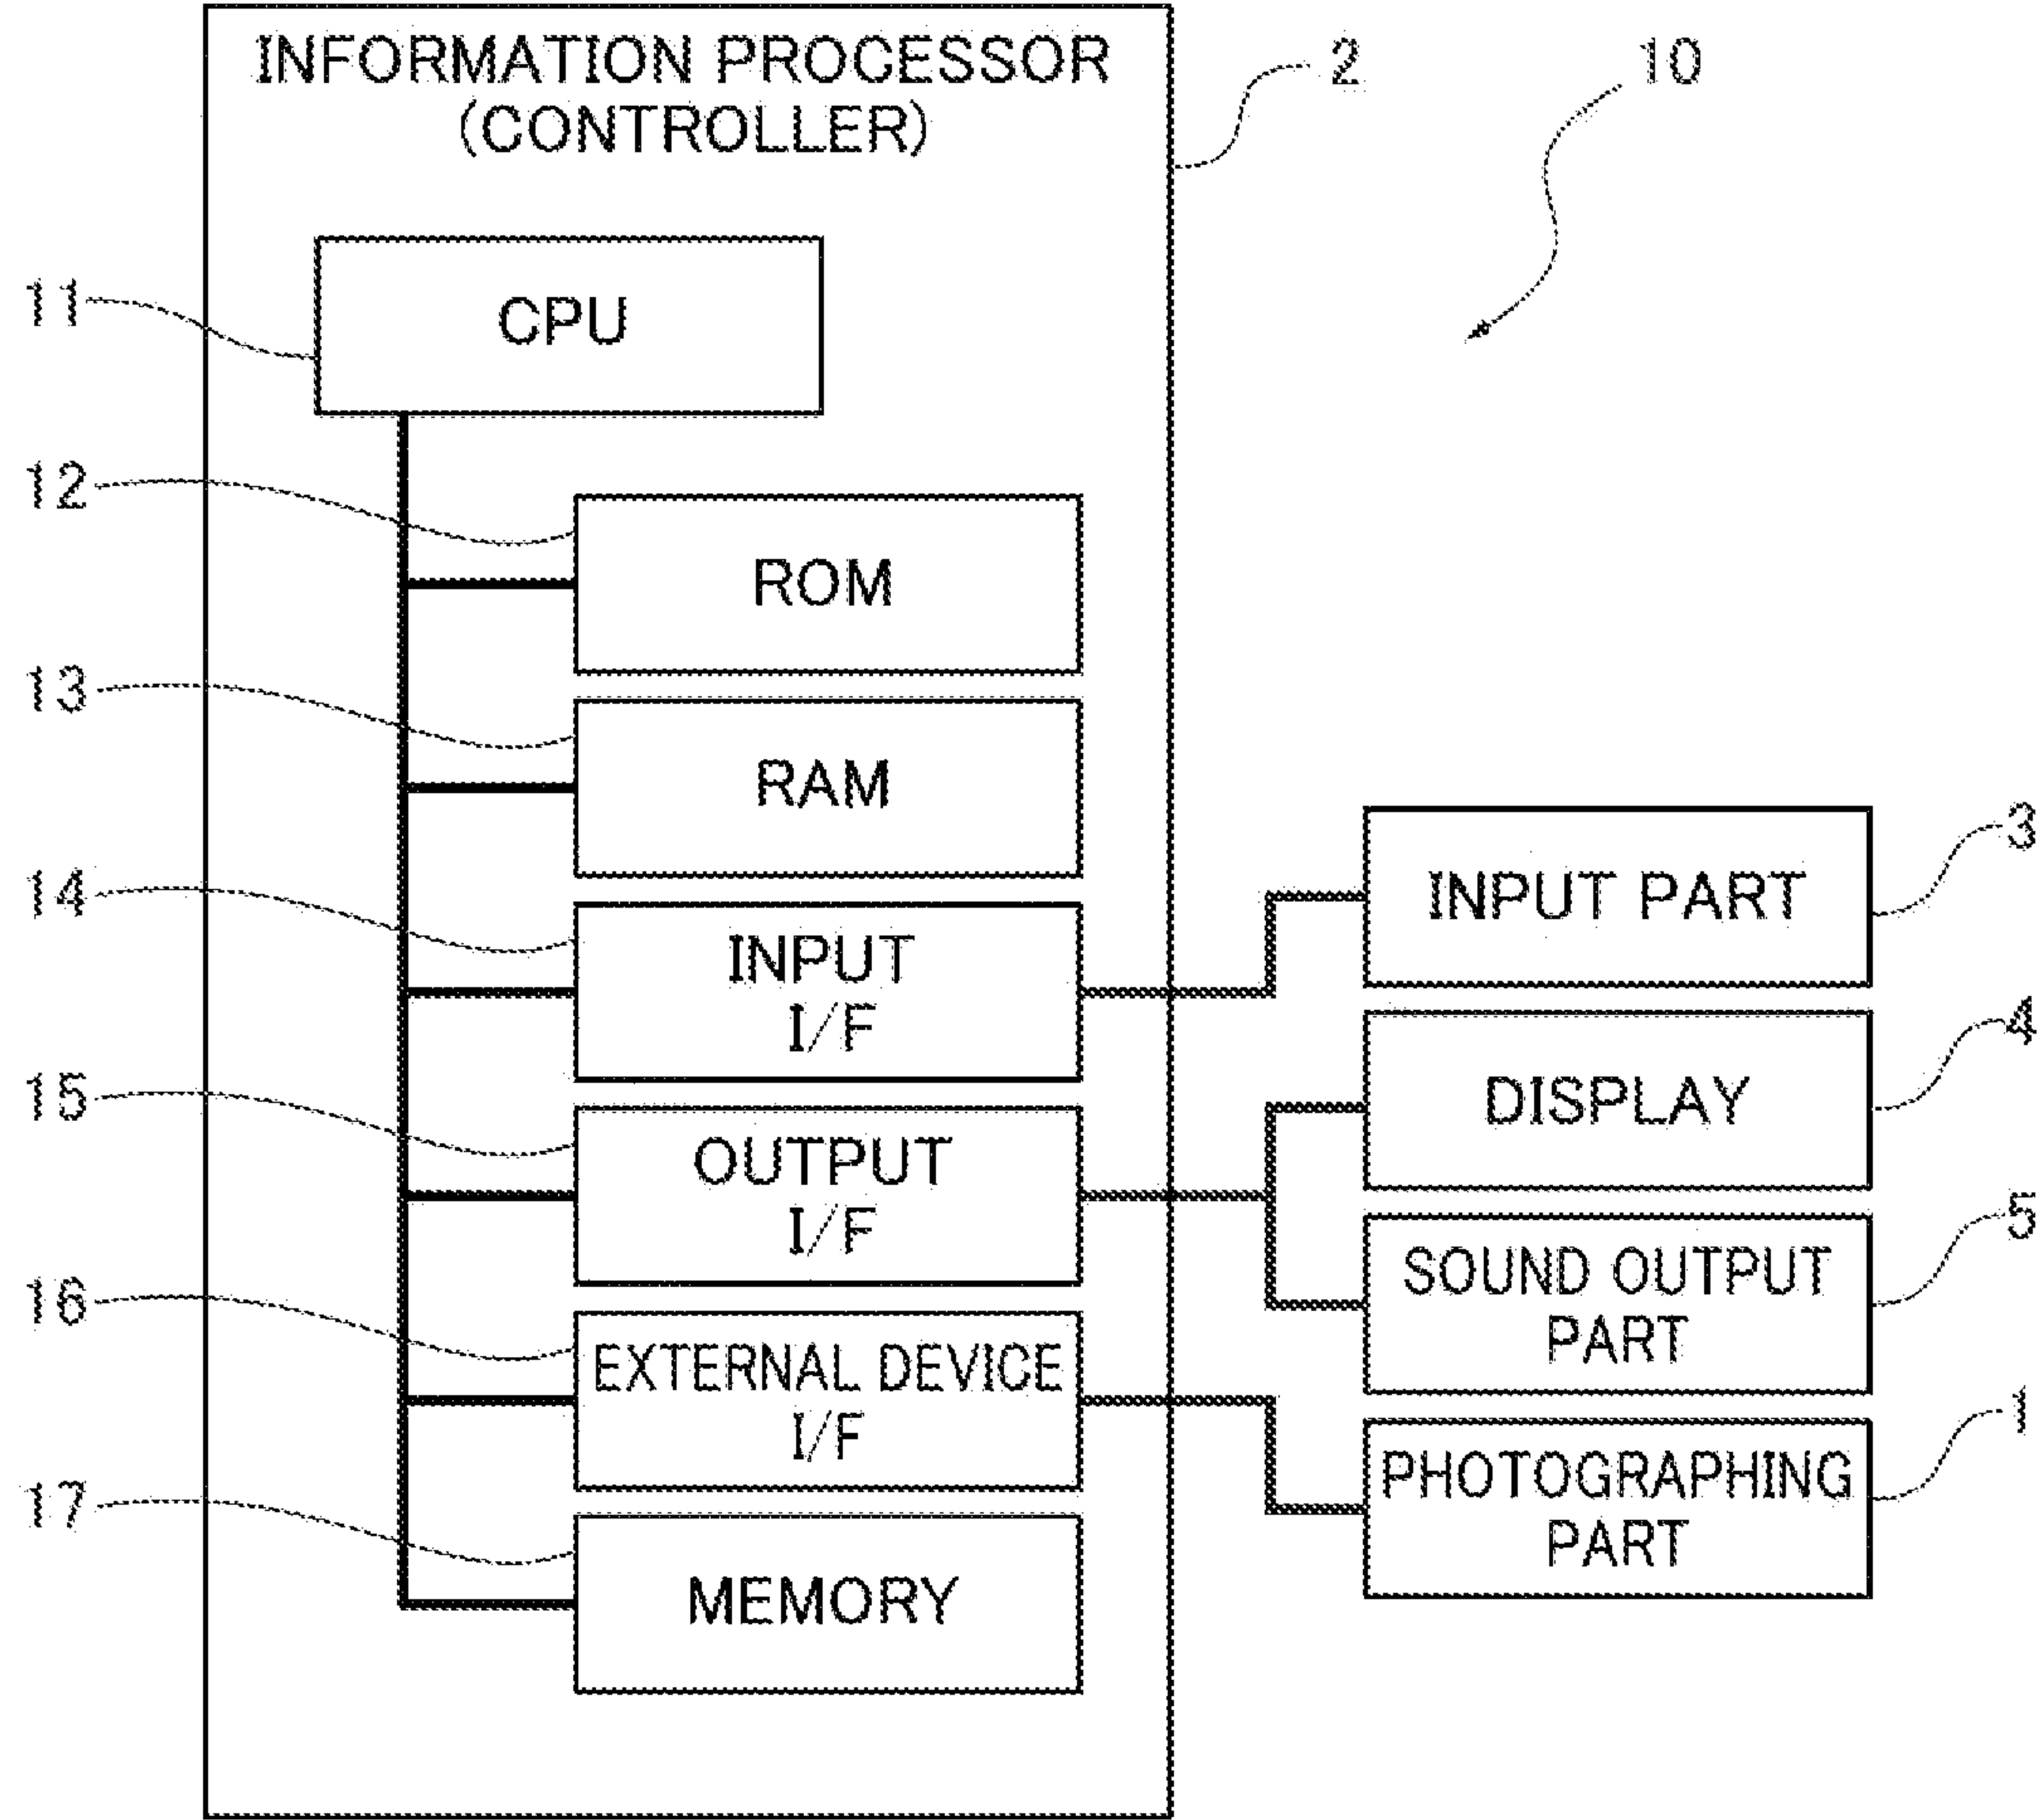 INFORMATION PROCESSOR
(CONTROLLER)
2
10
11
CPU
12
ROM
13
RAM
14
INPUT
I/F
15
OUTPUT
I/F
16
EXTERNAL DEVICE
I/F
17
MEMORY
INPUT PART
3
DISPLAY
4
SOUND OUTPUT
PART
5
PHOTOGRAPHING
PART
1